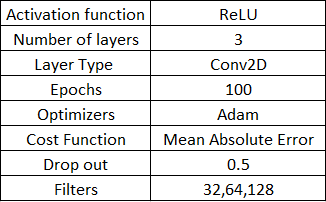 Activation function ReLU
Number of layers 3
Layer Type Conv2D
Epochs 100
Optimizers Adam
Cost Function Mean Absolute Error
Drop out 0.5
Filters 32,64,128